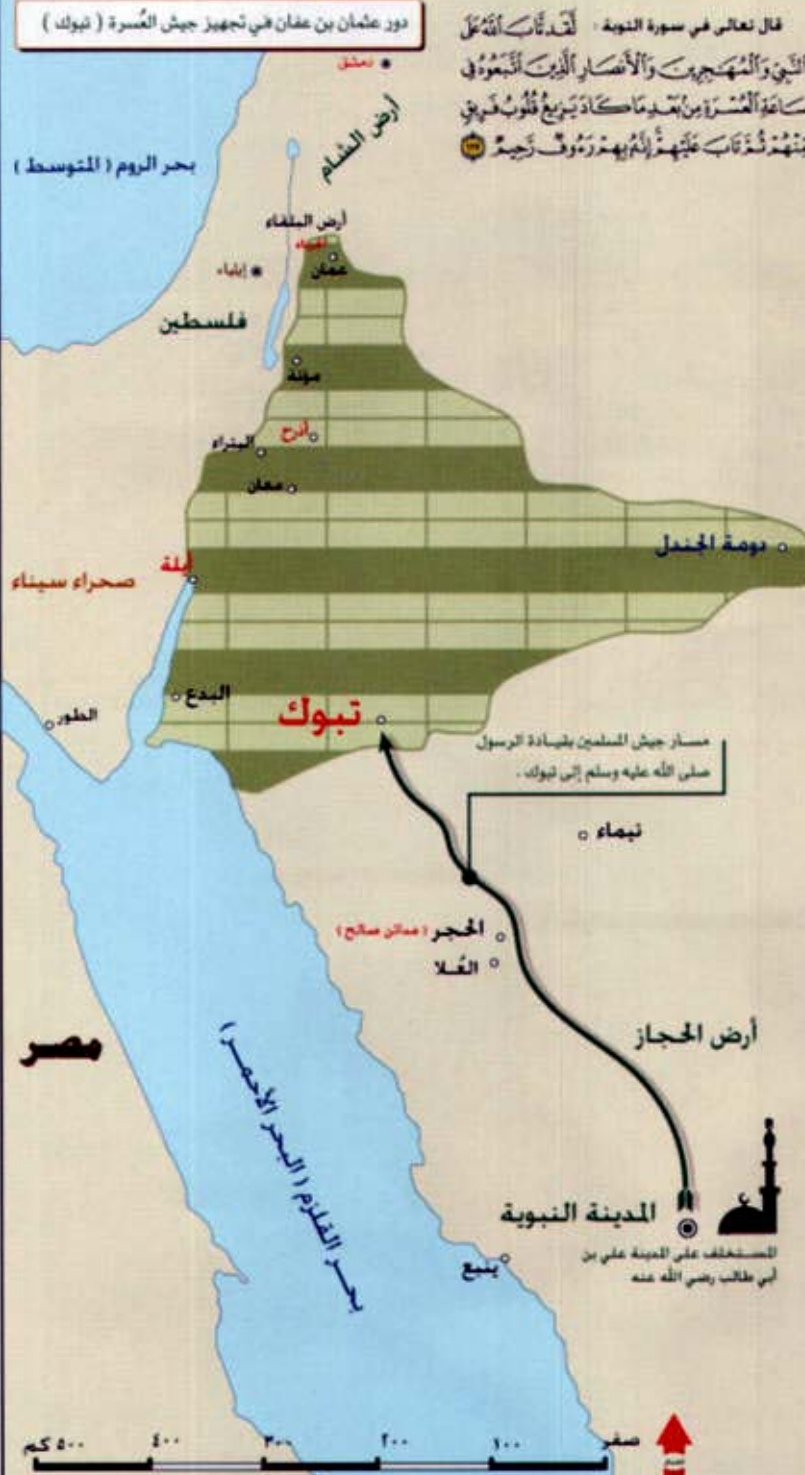 دور عثمان بن عفان في تجهيز جيش العُسرة ( تبوك )
قال تعالى في سورة التوبة : لَّقَد تَّابَ ٱللَّهُ عَلَى
ٱلنَّبِيِّ وَٱلْمُهَٰجِرِينَ وَٱلْأَنصَارِ ٱلَّذِينَ ٱتَّبَعُوهُ فِى
سَاعَةِ ٱلْعُسْرَةِ مِنۢ بَعْدِ مَا كَادَ يَزِيغُ قُلُوبُ فَرِيقٍ
مِّنْهُمْ ثُمَّ تَابَ عَلَيْهِمْ إِنَّهُۥ بِهِمْ رَءُوفٌ رَّحِيمٌ ١١٧
دمشق
أرض الشام
بحر الروم ( المتوسط )
أرض البلقاء
عمان
إيلياء
فلسطين
مؤتة
أذرح
البتراء
معان
دومة الجندل
أيلة
صحراء سيناء
البدع
تبوك
الطور
مسار جيش المسلمين بقيادة الرسول
صلى الله عليه وسلم إلى تبوك .
تيماء
الحجر ( مدائن صالح )
العُلا
أرض الحجاز
مصر
بحر القلزم ( البحر الأحمر )
المدينة النبوية
المستخلف على المدينة علي بن
أبي طالب رضي الله عنه
ينبع
صفر ١٠٠ ٢٠٠ ٣٠٠ ٤٠٠ ٥٠٠ كم